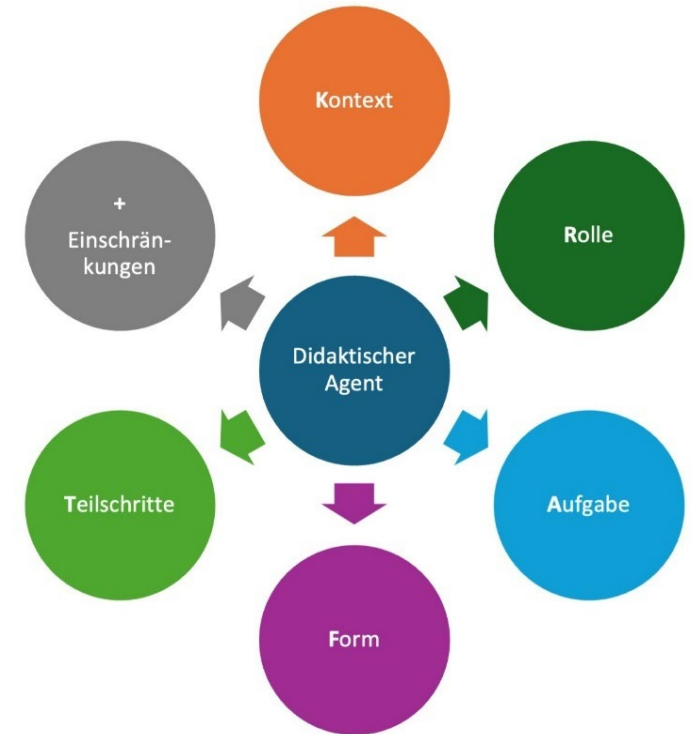 Kontext
+
Einschrän-
kungen
Rolle
Didaktischer
Agent
Teilschritte
Aufgabe
Form